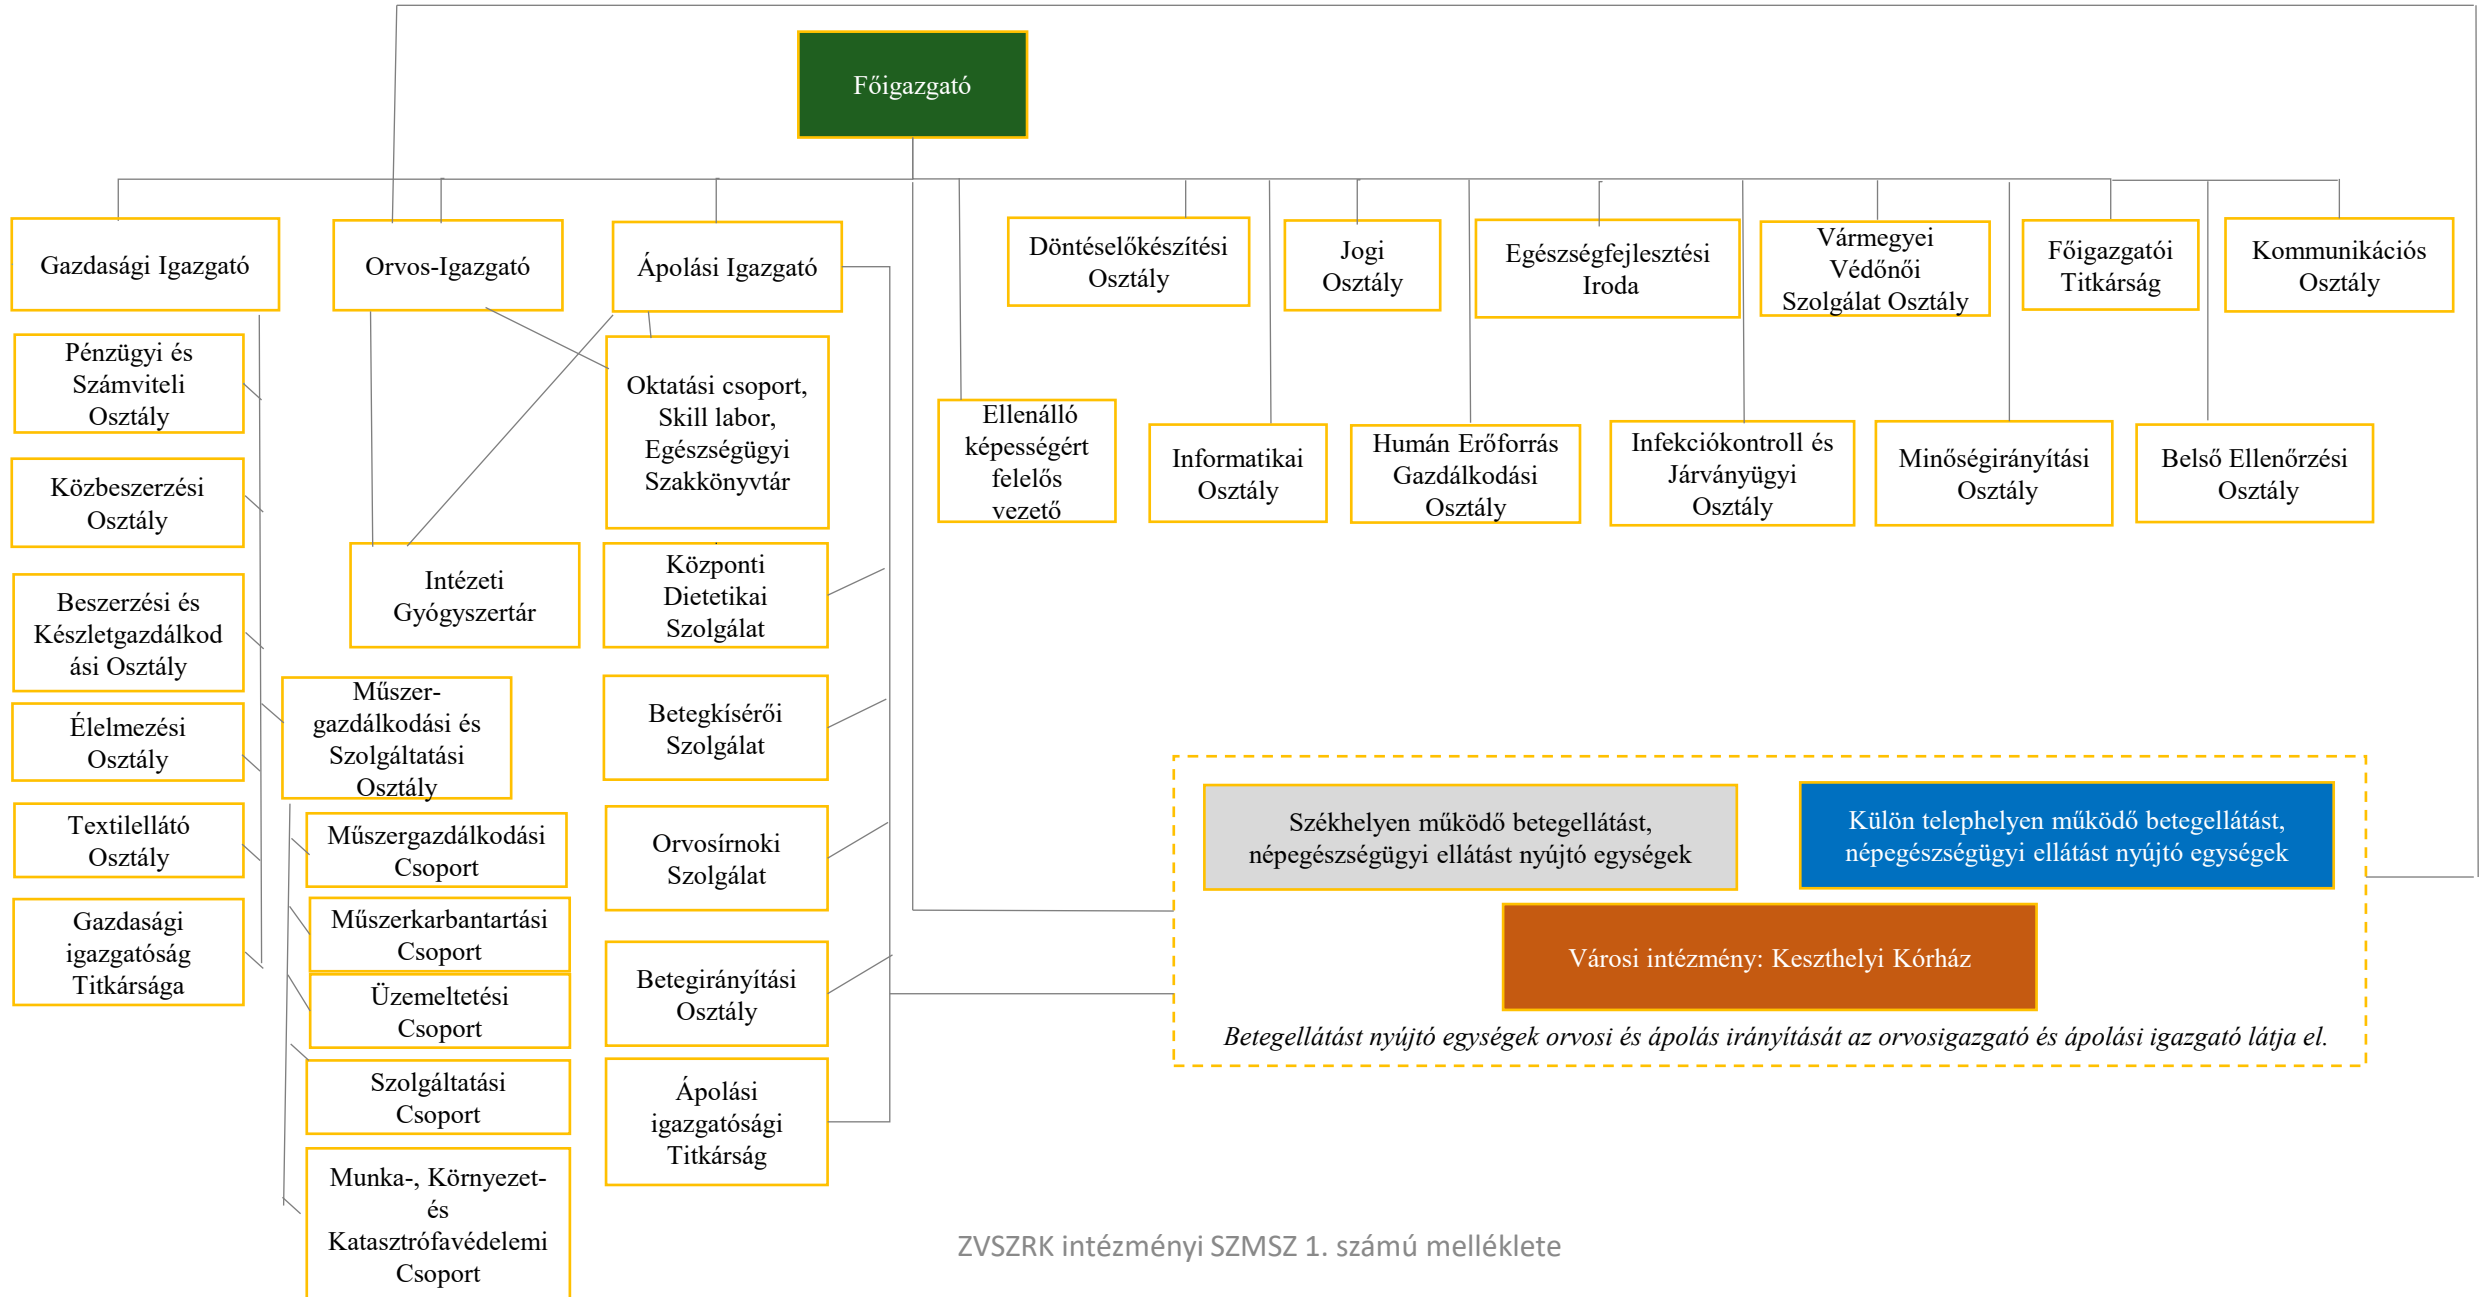 Főigazgató
Gazdasági Igazgató
Orvos-Igazgató
Ápolási Igazgató
Döntéselőkészítési
Osztály
Jogi
Osztály
Egészségfejlesztési
Iroda
Vármegyei
Védőnői
Szolgálat Osztály
Főigazgatói
Titkárság
Kommunikációs
Osztály
Pénzügyi és
Számviteli
Osztály
Közbeszerzési
Osztály
Beszerzési és
Készletgazdálkod
ási Osztály
Élelmezési
Osztály
Textilellátó
Osztály
Gazdasági
igazgatóság
Titkársága
Műszer-
gazdálkodási és
Szolgáltatási
Osztály
Műszergazdálkodási
Csoport
Műszerkarbantartási
Csoport
Üzemeltetési
Csoport
Szolgáltatási
Csoport
Munka-, Környezet-
és
Katasztrófavédelemi
Csoport
Intézeti
Gyógyszertár
Oktatási csoport,
Skill labor,
Egészségügyi
Szakkönyvtár
Központi
Dietetikai
Szolgálat
Betegkísérői
Szolgálat
Orvosírnoki
Szolgálat
Betegirányítási
Osztály
Ápolási
igazgatósági
Titkárság
Ellenálló
képességért
felelős
vezető
Informatikai
Osztály
Humán Erőforrás
Gazdálkodási
Osztály
Infekciókontroll és
Járványügyi
Osztály
Minőségirányítási
Osztály
Belső Ellenőrzési
Osztály
Székhelyen működő betegellátást,
népegészségügyi ellátást nyújtó egységek
Külön telephelyen működő betegellátást,
népegészségügyi ellátást nyújtó egységek
Városi intézmény: Keszthelyi Kórház
Betegellátást nyújtó egységek orvosi és ápolás irányítását az orvosigazgató és ápolási igazgató látja el.
ZVSZRK intézményi SZMSZ 1. számú melléklete